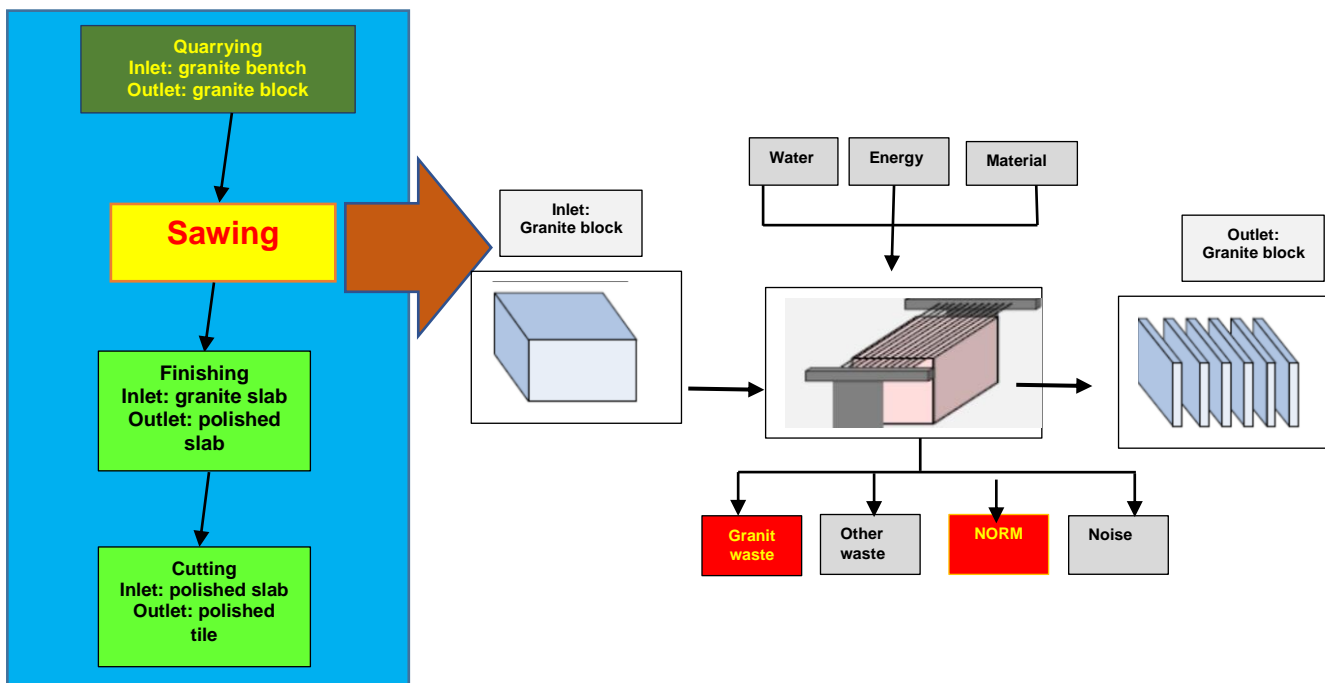 Quarrying
Inlet: granite bentch
Outlet: granite block
Sawing
Finishing
Inlet: granite slab
Outlet: polished
slab
Cutting
Inlet: polished slab
Outlet: polished
tile
Inlet:
Granite block
Water
Energy
Material
Outlet:
Granite block
Granit
waste
Other
waste
NORM
Noise